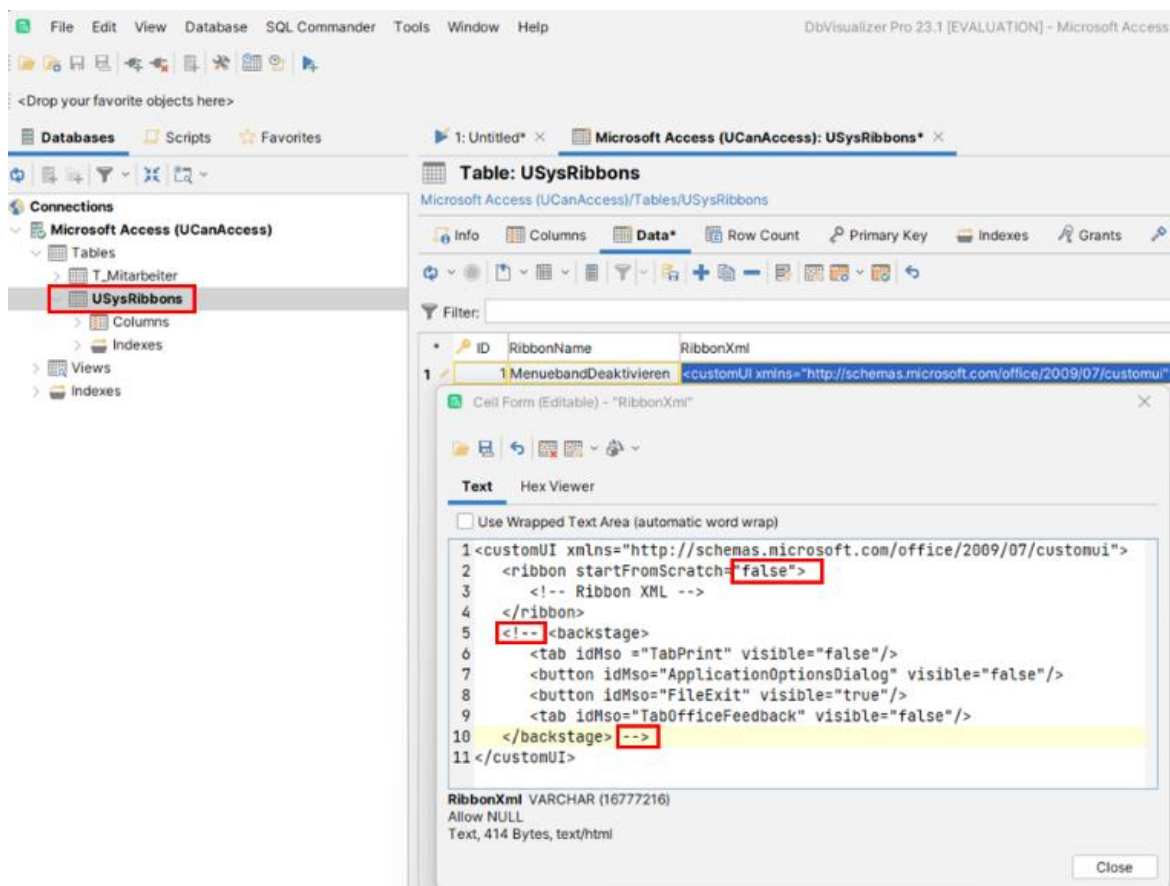 File Edit View Database SQL Commander Tools Window Help DbVisualizer Pro 23.1 [EVALUATION] - Microsoft Access
<Drop your favorite objects here>
Databases Scripts Favorites
1: Untitled* Microsoft Access (UCanAccess): USysRibbons*
Table: USysRibbons
Microsoft Access (UCanAccess)/Tables/USysRibbons
Connections
Microsoft Access (UCanAccess)
Tables
T_Mitarbeiter
USysRibbons
Columns
Indexes
Views
Indexes
Info Columns Data* Row Count Primary Key Indexes Grants
Filter:
* ID RibbonName RibbonXml
1 1 MenuebandDeaktivieren <customUI xmlns="http://schemas.microsoft.com/office/2009/07/customui"
Cell Form (Editable) - "RibbonXml"
Text Hex Viewer
Use Wrapped Text Area (automatic word wrap)
1 <customUI xmlns="http://schemas.microsoft.com/office/2009/07/customui">
2 <ribbon startFromScratch="false">
3 <!-- Ribbon XML -->
4 </ribbon>
5 <!-- <backstage>
6 <tab idMso ="TabPrint" visible="false"/>
7 <button idMso="ApplicationOptionsDialog" visible="false"/>
8 <button idMso="FileExit" visible="true"/>
9 <tab idMso="TabOfficeFeedback" visible="false"/>
10 </backstage> -->
11 </customUI>
RibbonXml VARCHAR (16777216)
Allow NULL
Text, 414 Bytes, text/html
Close